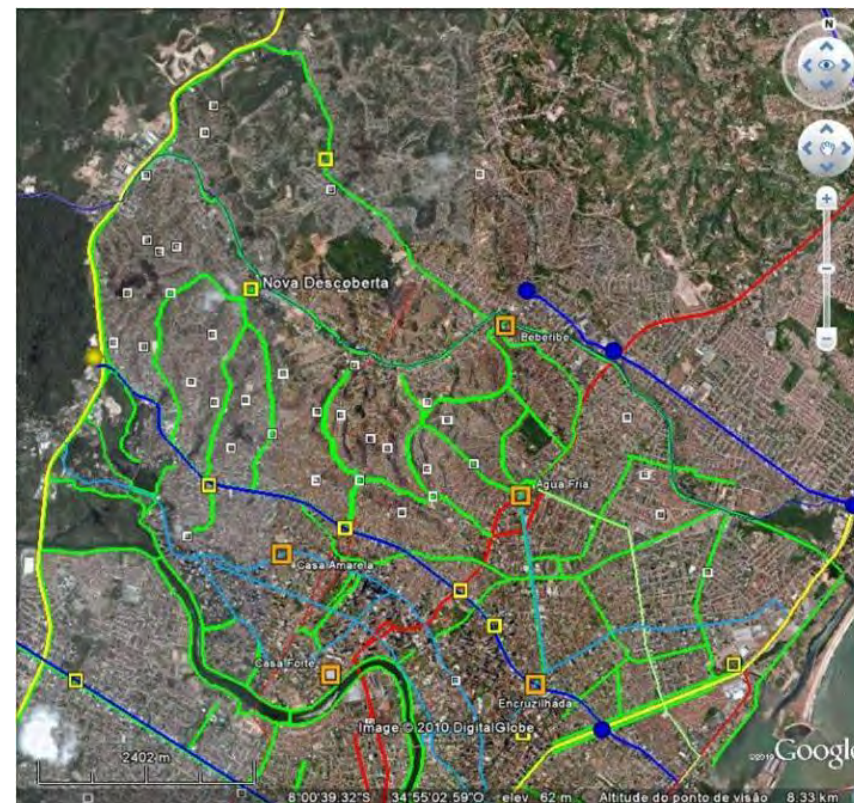 N
Nova Descoberta
Beberibe
Agua Fria
Casa Amarela
Casa Forte
Encruzilhada
Image © 2010 DigitalGlobe
2402 m
©2010 Google
8°00'39.32"S 34°55'02.59"O elev 62 m Altitude do ponto de visão 8.33 km